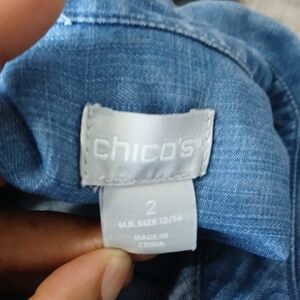 chico's
2
U.S. SIZE 12/14
MADE IN
CHINA